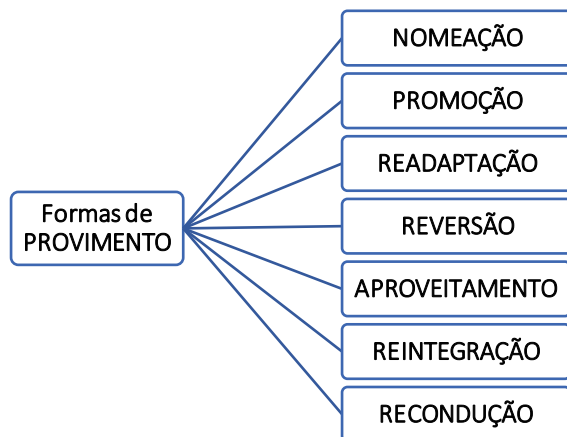 Formas de
PROVIMENTO
NOMEAÇÃO
PROMOÇÃO
READAPTAÇÃO
REVERSÃO
APROVEITAMENTO
REINTEGRAÇÃO
RECONDUÇÃO